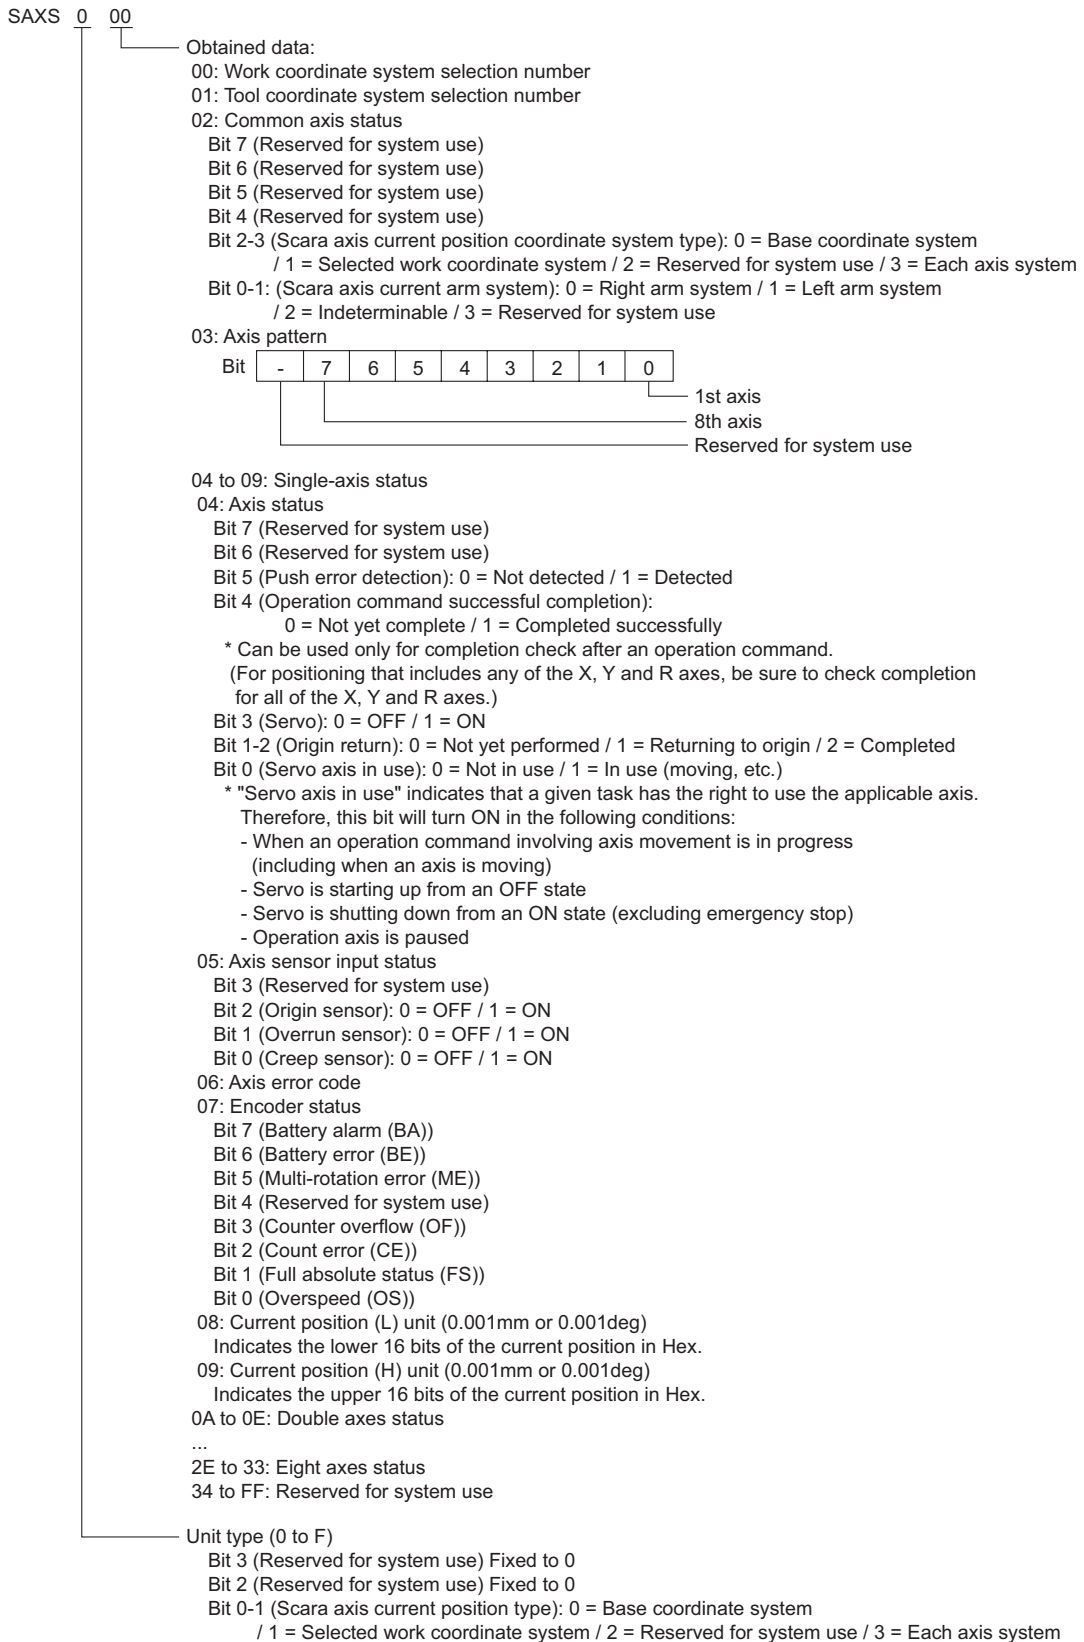 SAXS 0 00
Obtained data:
00: Work coordinate system selection number
01: Tool coordinate system selection number
02: Common axis status
Bit 7 (Reserved for system use)
Bit 6 (Reserved for system use)
Bit 5 (Reserved for system use)
Bit 4 (Reserved for system use)
Bit 2-3 (Scara axis current position coordinate system type): 0 = Base coordinate system
/ 1 = Selected work coordinate system / 2 = Reserved for system use / 3 = Each axis system
Bit 0-1: (Scara axis current arm system): 0 = Right arm system / 1 = Left arm system
/ 2 = Indeterminable / 3 = Reserved for system use
03: Axis pattern
Bit - 7 6 5 4 3 2 1 0
1st axis
8th axis
Reserved for system use
04 to 09: Single-axis status
04: Axis status
Bit 7 (Reserved for system use)
Bit 6 (Reserved for system use)
Bit 5 (Push error detection): 0 = Not detected / 1 = Detected
Bit 4 (Operation command successful completion):
0 = Not yet complete / 1 = Completed successfully
* Can be used only for completion check after an operation command.
(For positioning that includes any of the X, Y and R axes, be sure to check completion
for all of the X, Y and R axes.)
Bit 3 (Servo): 0 = OFF / 1 = ON
Bit 1-2 (Origin return): 0 = Not yet performed / 1 = Returning to origin / 2 = Completed
Bit 0 (Servo axis in use): 0 = Not in use / 1 = In use (moving, etc.)
* "Servo axis in use" indicates that a given task has the right to use the applicable axis.
Therefore, this bit will turn ON in the following conditions:
- When an operation command involving axis movement is in progress
(including when an axis is moving)
- Servo is starting up from an OFF state
- Servo is shutting down from an ON state (excluding emergency stop)
- Operation axis is paused
05: Axis sensor input status
Bit 3 (Reserved for system use)
Bit 2 (Origin sensor): 0 = OFF / 1 = ON
Bit 1 (Overrun sensor): 0 = OFF / 1 = ON
Bit 0 (Creep sensor): 0 = OFF / 1 = ON
06: Axis error code
07: Encoder status
Bit 7 (Battery alarm (BA))
Bit 6 (Battery error (BE))
Bit 5 (Multi-rotation error (ME))
Bit 4 (Reserved for system use)
Bit 3 (Counter overflow (OF))
Bit 2 (Count error (CE))
Bit 1 (Full absolute status (FS))
Bit 0 (Overspeed (OS))
08: Current position (L) unit (0.001mm or 0.001deg)
Indicates the lower 16 bits of the current position in Hex.
09: Current position (H) unit (0.001mm or 0.001deg)
Indicates the upper 16 bits of the current position in Hex.
0A to 0E: Double axes status
...
2E to 33: Eight axes status
34 to FF: Reserved for system use
Unit type (0 to F)
Bit 3 (Reserved for system use) Fixed to 0
Bit 2 (Reserved for system use) Fixed to 0
Bit 0-1 (Scara axis current position type): 0 = Base coordinate system
/ 1 = Selected work coordinate system / 2 = Reserved for system use / 3 = Each axis system